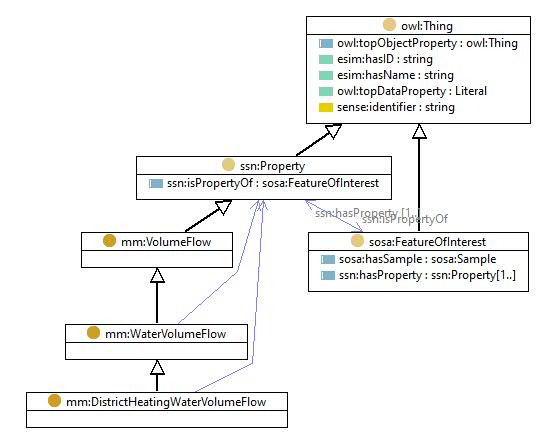 owl:Thing
owl:topObjectProperty : owl:Thing
esim:hasID : string
esim:hasName : string
owl:topDataProperty : Literal
sense:identifier : string
ssn:Property
ssn:isPropertyOf : sosa:FeatureOfInterest
ssn:hasProperty [1..]
ssn:isPropertyOf
mm:VolumeFlow
sosa:FeatureOfInterest
sosa:hasSample : sosa:Sample
ssn:hasProperty : ssn:Property[1..]
mm:WaterVolumeFlow
mm:DistrictHeatingWaterVolumeFlow